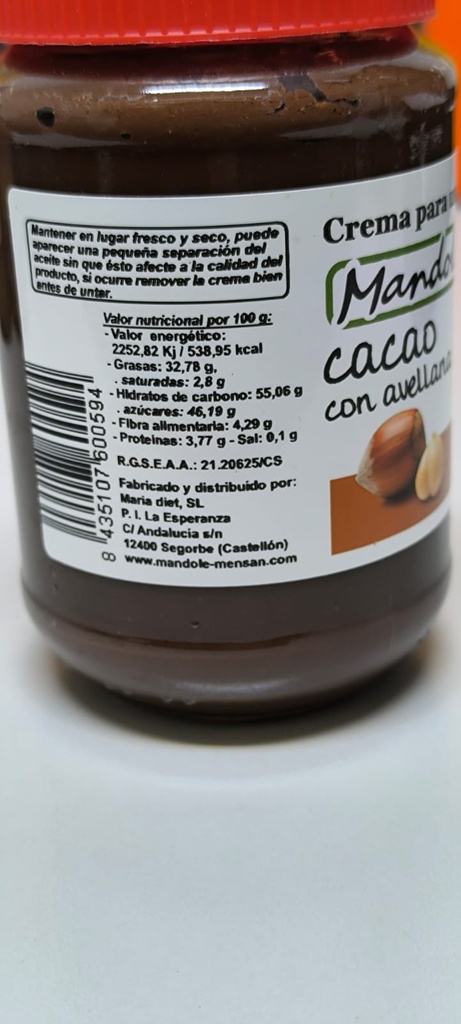 Mantener en lugar fresco y seco, puede
aparecer una pequeña separación del
aceite sin que ésto afecte a la calidad del
producto, si ocurre remover la crema bien
antes de untar.
Valor nutricional por 100 g:
- Valor energético:
2252,82 Kj / 538,95 kcal
- Grasas: 32,78 g,
. saturadas: 2,8 g
- Hidratos de carbono: 55,06 g
. azúcares: 46,19 g
- Fibra alimentaria: 4,29 g
- Proteinas: 3,77 g - Sal: 0,1 g
R.G.S.E.A.A.: 21.20625/CS
Fabricado y distribuido por:
Maria diet, SL
P. I. La Esperanza
C/ Andalucia s/n
12400 Segorbe (Castellón)
www.mandole-mensan.com
8 435107 600594
Crema para
cacao
con